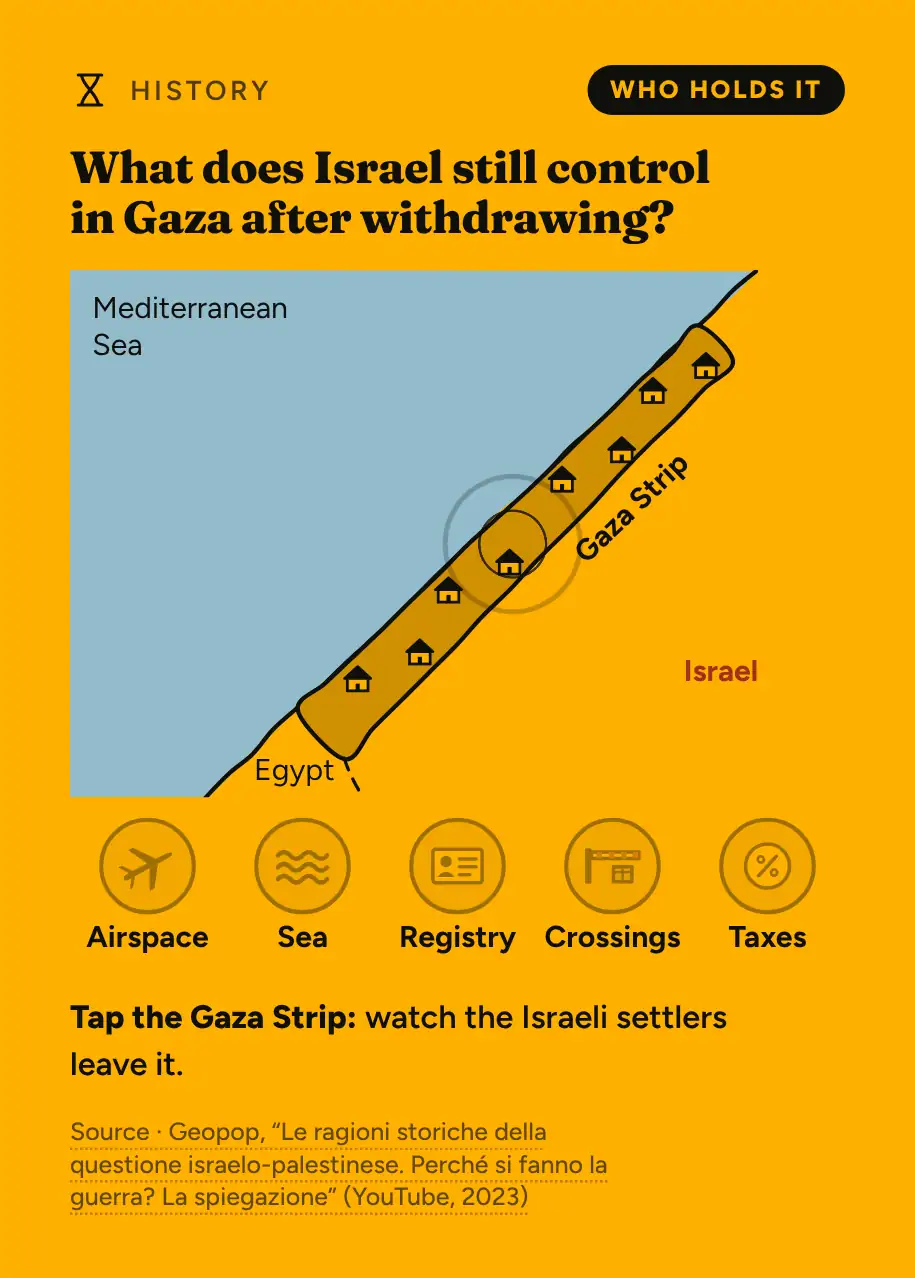 HISTORY
WHO HOLDS IT
What does Israel still control
in Gaza after withdrawing?
Mediterranean
Sea
Gaza Strip
Israel
Egypt
Airspace
Sea
Registry
Crossings
Taxes
Tap the Gaza Strip: watch the Israeli settlers
leave it.
Source · Geopop, “Le ragioni storiche della
questione israelo-palestinese. Perché si fanno la
guerra? La spiegazione” (YouTube, 2023)